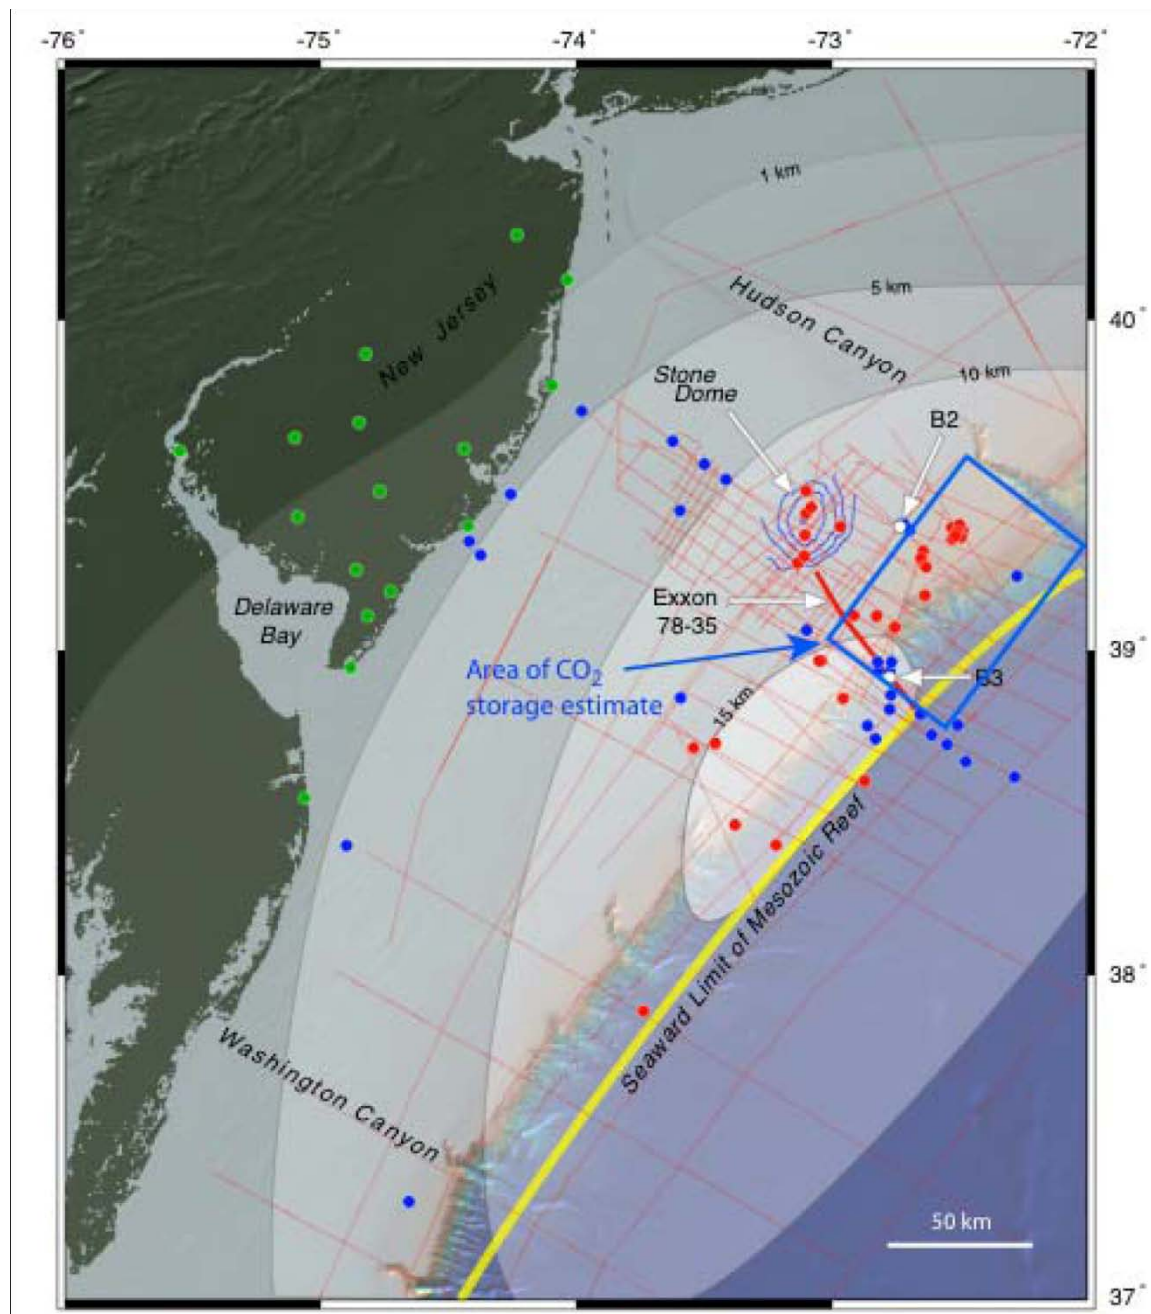 -76° -75° -74° -73° -72°
1 km
5 km
40°
Hudson Canyon
New Jersey
10 km
Stone
Dome
B2
Exxon
78-35
Delaware
Bay
39°
Area of CO₂
storage estimate
B3
15 km
Seaward Limit of Mesozoic Reef
38°
Washington Canyon
50 km
37°